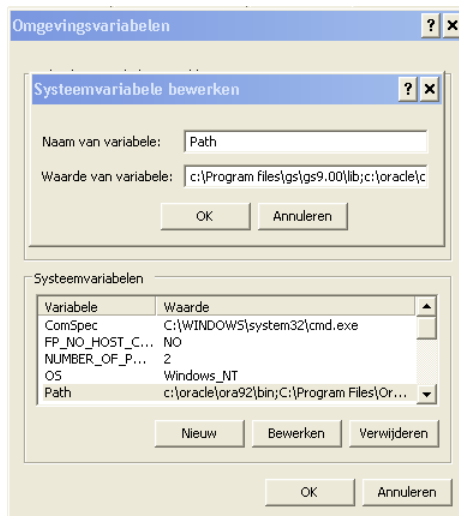 Omgevingsvariabelen
Systeemvariabele bewerken
Naam van variabele: Path
Waarde van variabele: c:\Program files\gs\gs9.00\lib;c:\oracle\c
OK Annuleren
Systeemvariabelen
Variabele Waarde
ComSpec C:\WINDOWS\system32\cmd.exe
FP_NO_HOST_C... NO
NUMBER_OF_P... 2
OS Windows_NT
Path c:\oracle\ora92\bin;C:\Program Files\Or...
Nieuw Bewerken Verwijderen
OK Annuleren